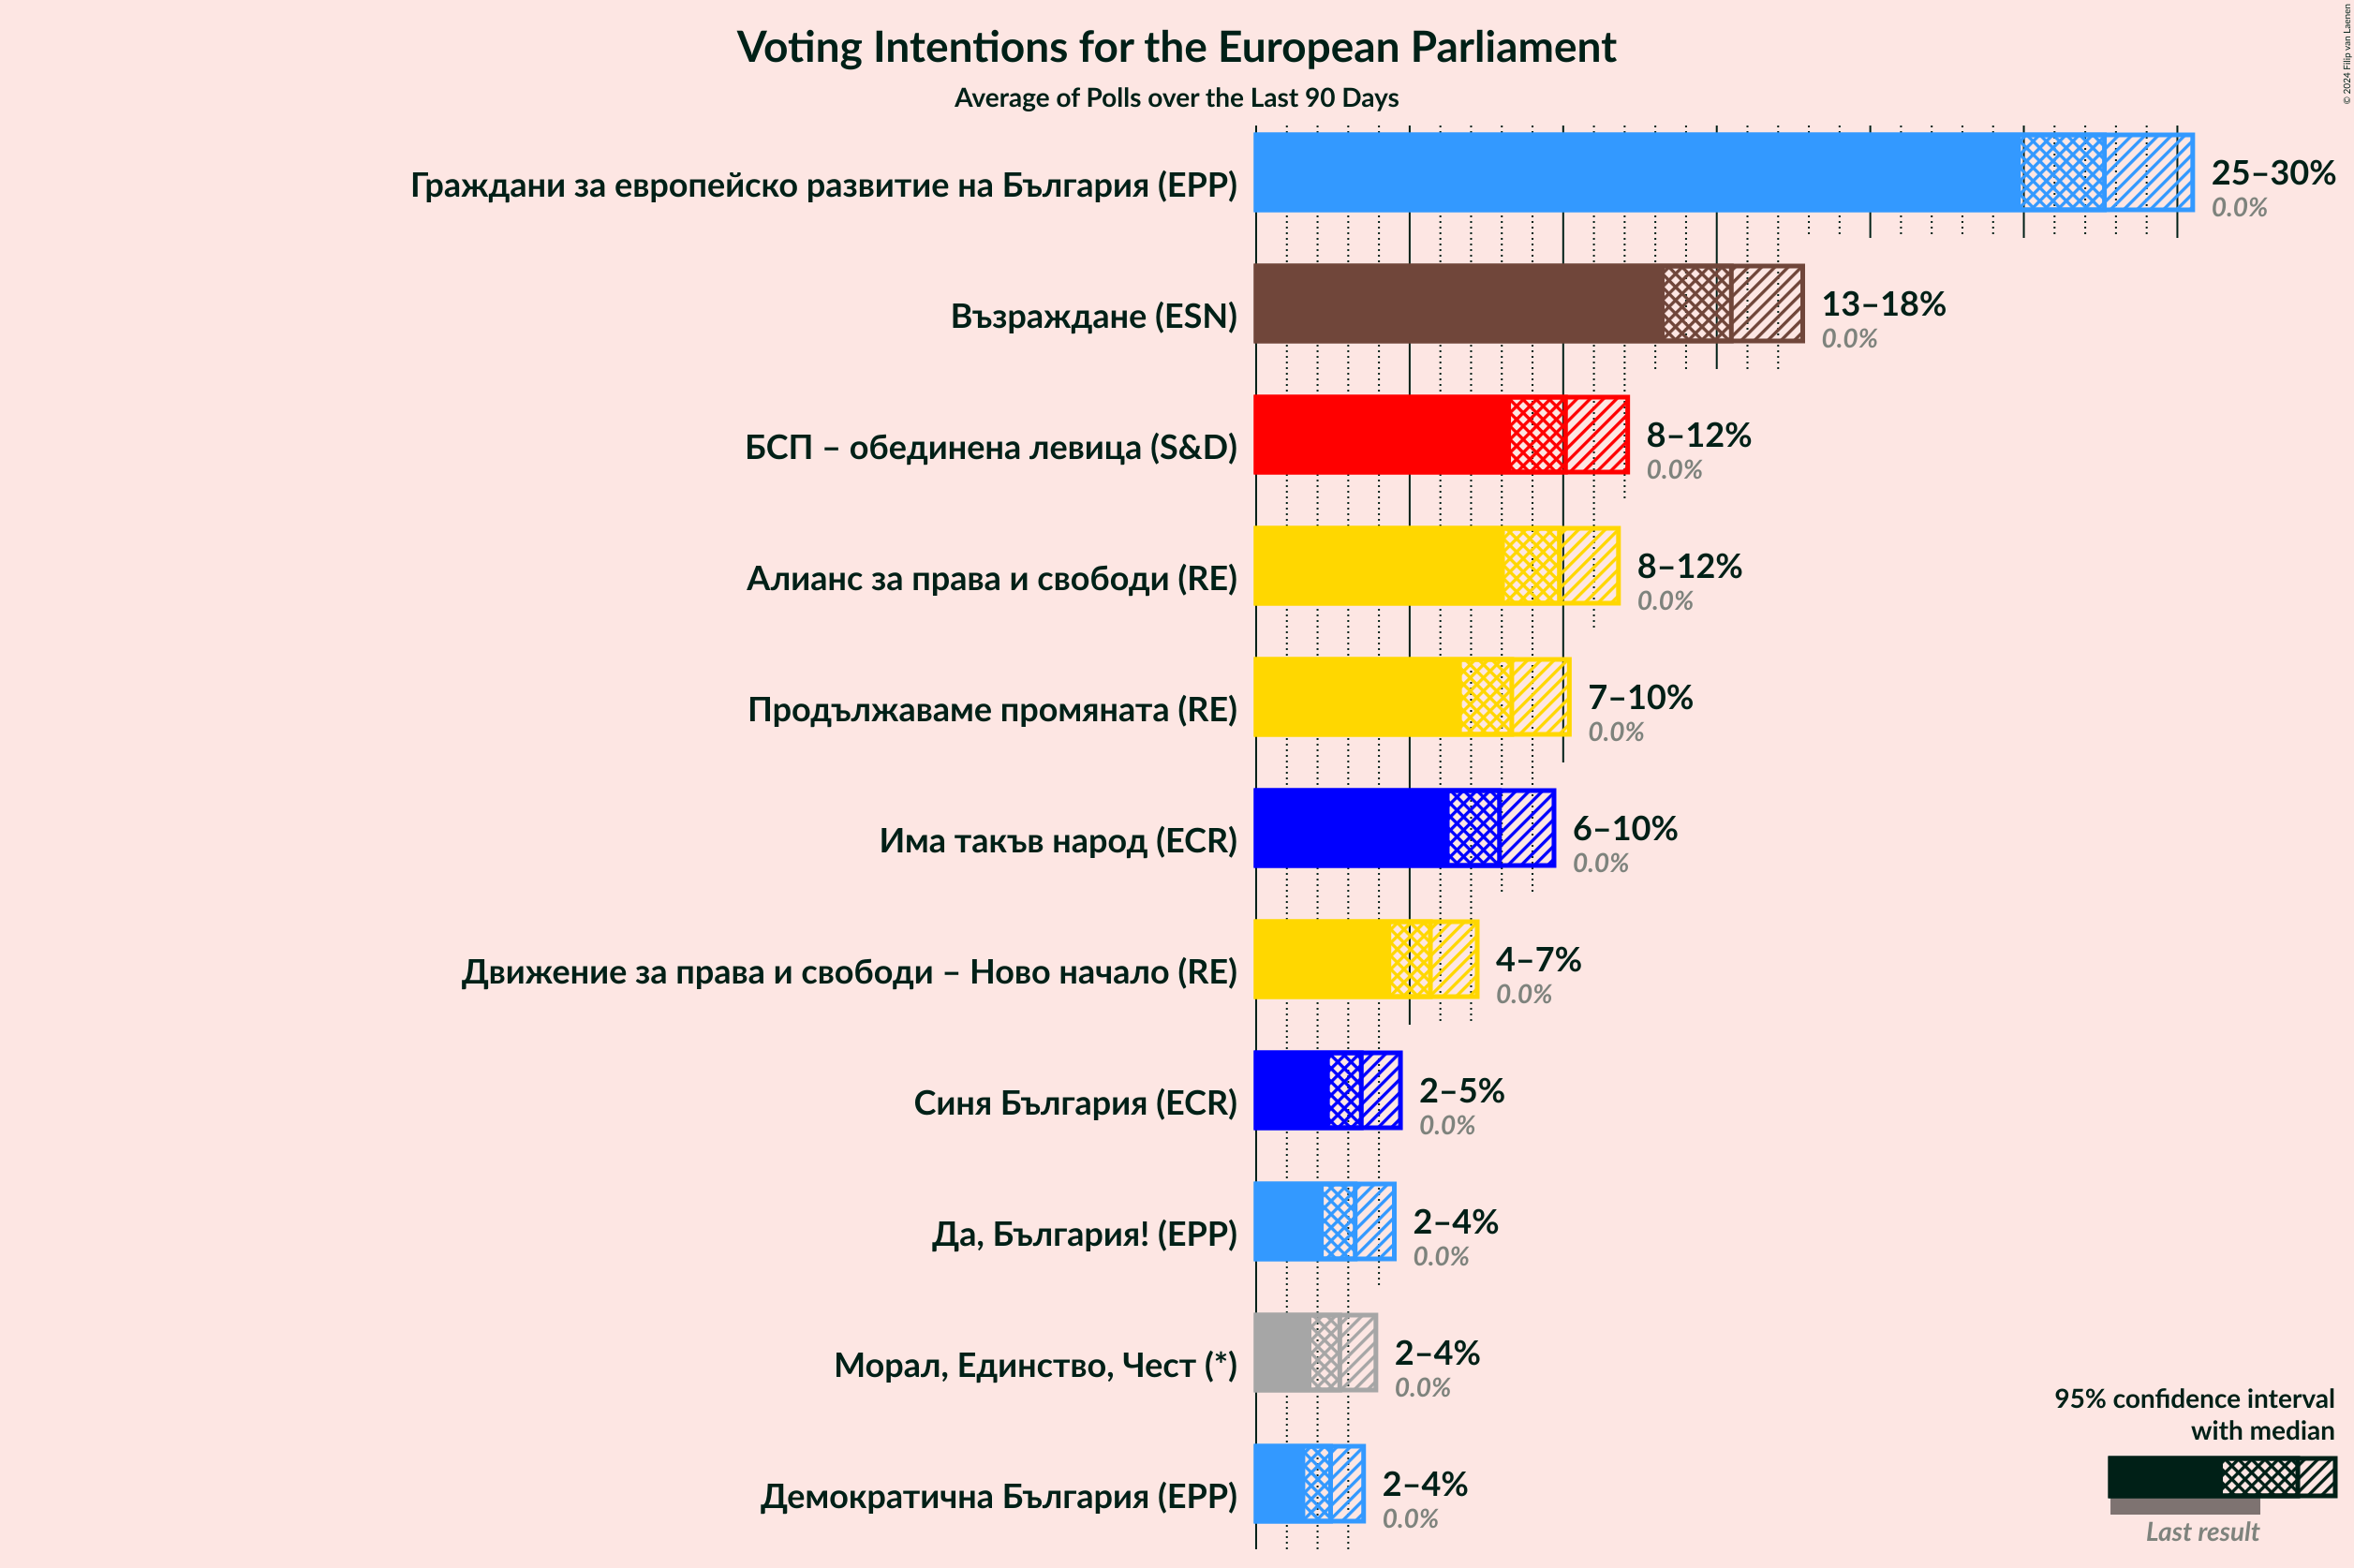 Voting Intentions for the European Parliament
Average of Polls over the Last 90 Days
© 2024 Filip van Laenen
Граждани за европейско развитие на България (EPP)
25–30%
0.0%
Възраждане (ESN)
13–18%
0.0%
БСП – обединена левица (S&D)
8–12%
0.0%
Алианс за права и свободи (RE)
8–12%
0.0%
Продължаваме промяната (RE)
7–10%
0.0%
Има такъв народ (ECR)
6–10%
0.0%
Движение за права и свободи – Ново начало (RE)
4–7%
0.0%
Синя България (ECR)
2–5%
0.0%
Да, България! (EPP)
2–4%
0.0%
Морал, Единство, Чест (*)
2–4%
0.0%
Демократична България (EPP)
2–4%
0.0%
95% confidence interval
with median
Last result